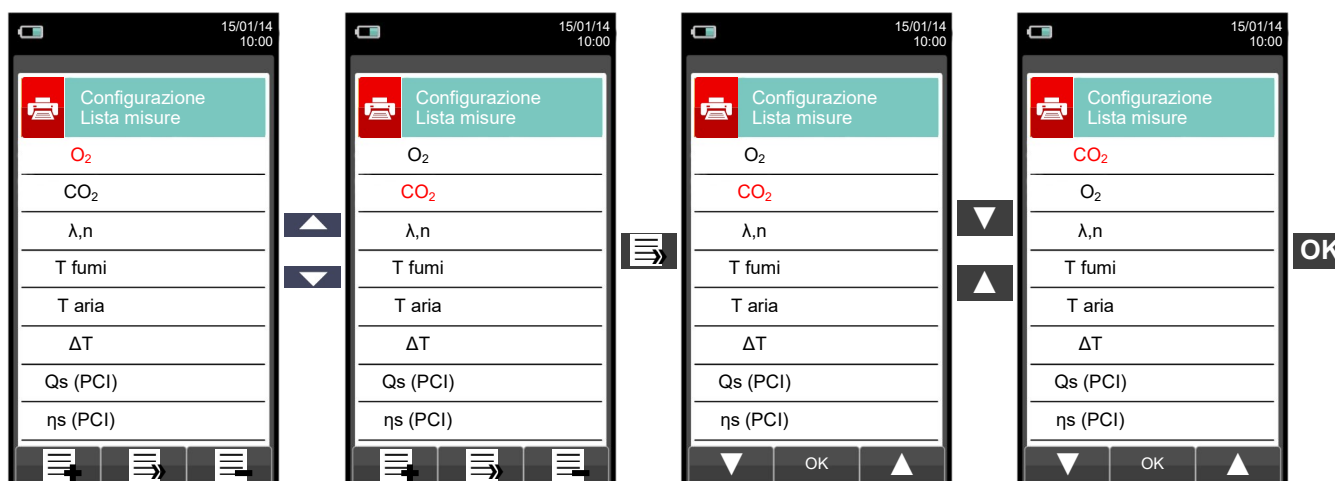 15/01/14
10:00
Configurazione
Lista misure
O₂
CO₂
λ,n
T fumi
T aria
ΔT
Qs (PCI)
ηs (PCI)
15/01/14
10:00
Configurazione
Lista misure
O₂
CO₂
λ,n
T fumi
T aria
ΔT
Qs (PCI)
ηs (PCI)
15/01/14
10:00
Configurazione
Lista misure
O₂
CO₂
λ,n
T fumi
T aria
ΔT
Qs (PCI)
ηs (PCI)
OK
15/01/14
10:00
Configurazione
Lista misure
CO₂
O₂
λ,n
T fumi
T aria
ΔT
Qs (PCI)
ηs (PCI)
OK
OK